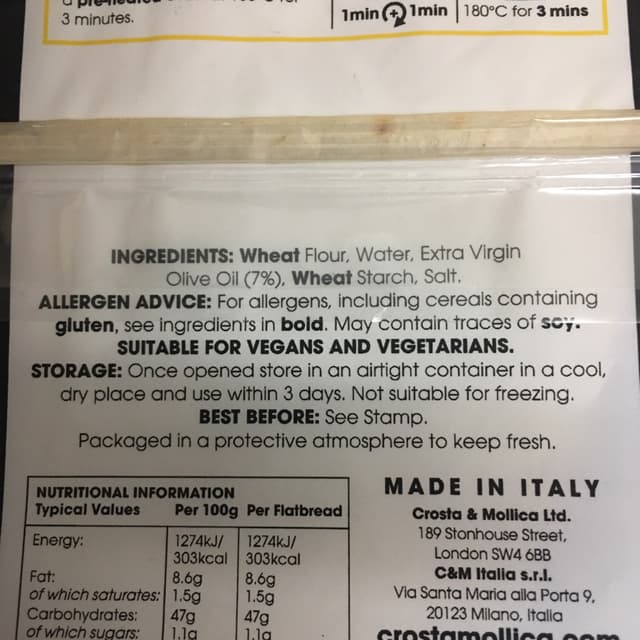 3 minutes.
1min 1min 180°C for 3 mins
INGREDIENTS: Wheat Flour, Water, Extra Virgin
Olive Oil (7%), Wheat Starch, Salt.
ALLERGEN ADVICE: For allergens, including cereals containing
gluten, see ingredients in bold. May contain traces of soy.
SUITABLE FOR VEGANS AND VEGETARIANS.
STORAGE: Once opened store in an airtight container in a cool,
dry place and use within 3 days. Not suitable for freezing.
BEST BEFORE: See Stamp.
Packaged in a protective atmosphere to keep fresh.
NUTRITIONAL INFORMATION
Typical Values Per 100g Per Flatbread
Energy: 1274kJ/ 1274kJ/
303kcal 303kcal
Fat: 8.6g 8.6g
of which saturates: 1.5g 1.5g
Carbohydrates: 47g 47g
of which sugars: 1.1g 1.1g
MADE IN ITALY
Crosta & Mollica Ltd.
189 Stonhouse Street,
London SW4 6BB
C&M Italia s.r.l.
Via Santa Maria alla Porta 9,
20123 Milano, Italia
crostamollica.com